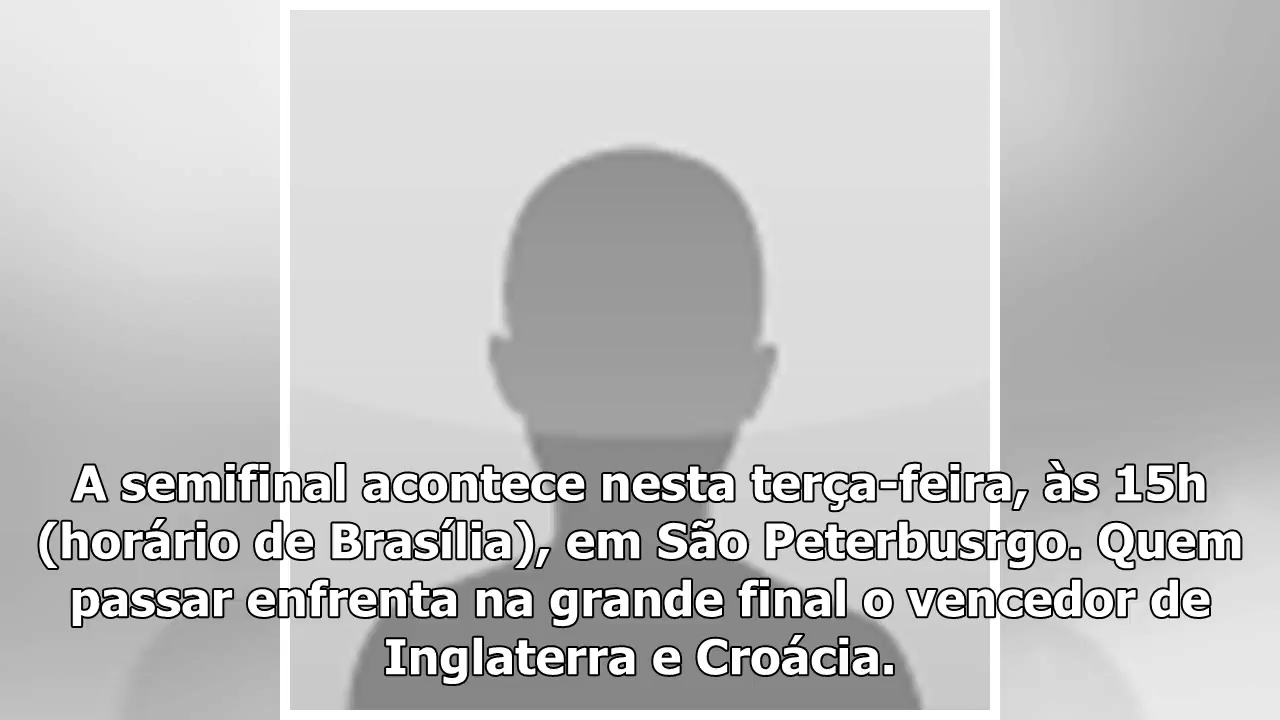 A semifinal acontece nesta terça-feira, às 15h
(horário de Brasília), em São Peterbusrgo. Quem
passar enfrenta na grande final o vencedor de
Inglaterra e Croácia.